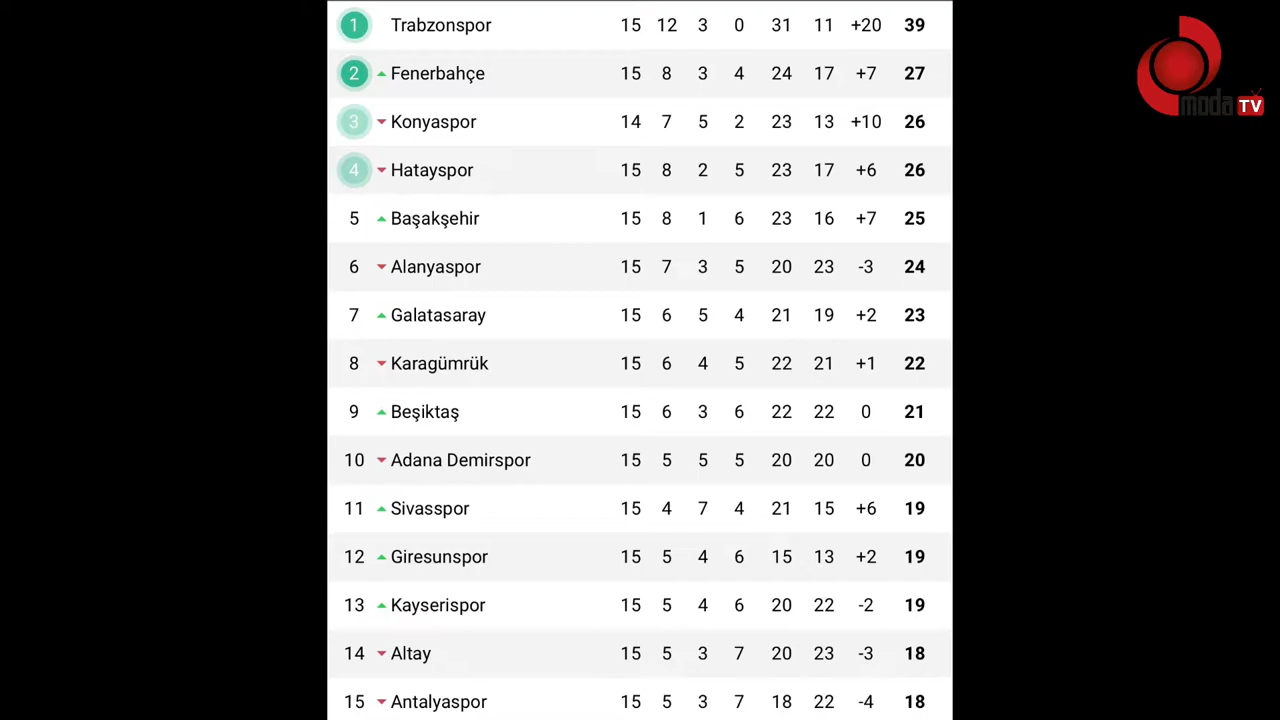 1 Trabzonspor 15 12 3 0 31 11 +20 39
2 Fenerbahçe 15 8 3 4 24 17 +7 27
3 Konyaspor 14 7 5 2 23 13 +10 26
4 Hatayspor 15 8 2 5 23 17 +6 26
5 Başakşehir 15 8 1 6 23 16 +7 25
6 Alanyaspor 15 7 3 5 20 23 -3 24
7 Galatasaray 15 6 5 4 21 19 +2 23
8 Karagümrük 15 6 4 5 22 21 +1 22
9 Beşiktaş 15 6 3 6 22 22 0 21
10 Adana Demirspor 15 5 5 5 20 20 0 20
11 Sivasspor 15 4 7 4 21 15 +6 19
12 Giresunspor 15 5 4 6 15 13 +2 19
13 Kayserispor 15 5 4 6 20 22 -2 19
14 Altay 15 5 3 7 20 23 -3 18
15 Antalyaspor 15 5 3 7 18 22 -4 18
moda TV